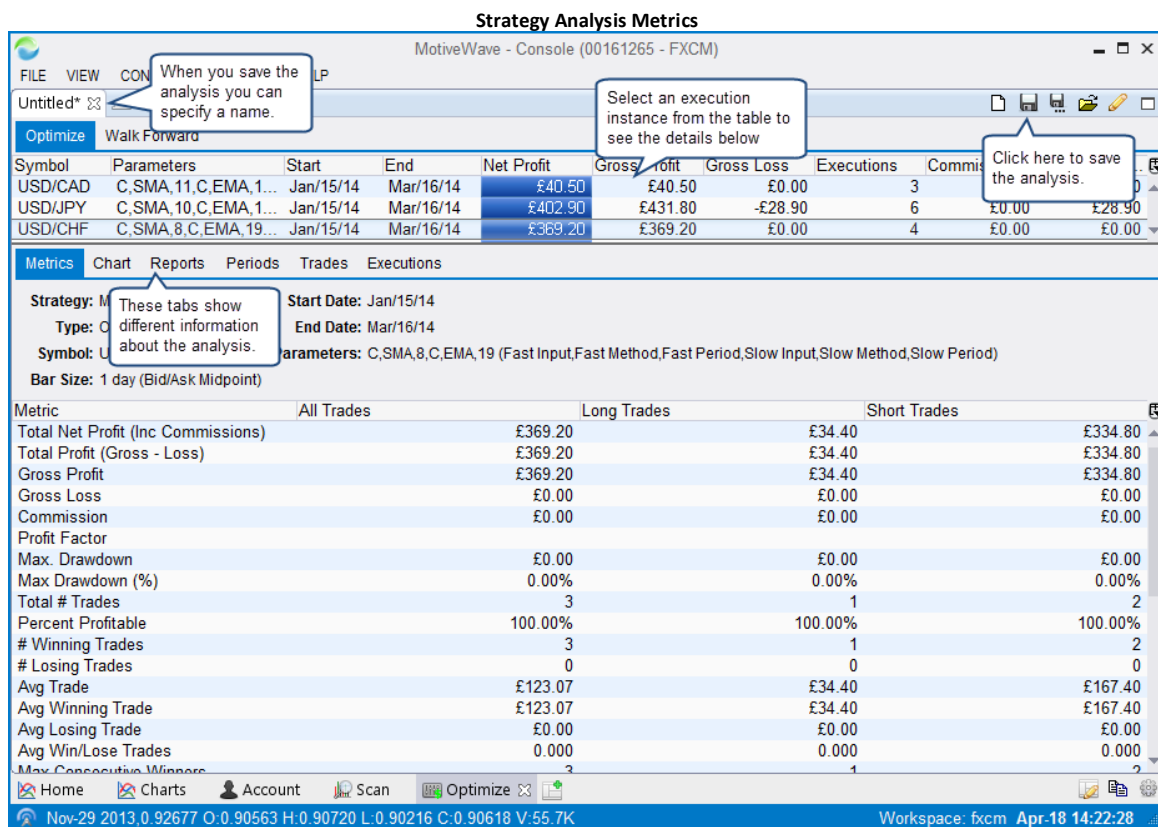 Strategy Analysis Metrics
MotiveWave - Console (00161265 - FXCM)
FILE VIEW CON LP
When you save the
analysis you can
specify a name.
Untitled*
Select an execution
instance from the table to
see the details below
Click here to save
the analysis.
Optimize Walk Forward
Symbol Parameters Start End Net Profit Gross Profit Gross Loss Executions Commis
USD/CAD C,SMA,11,C,EMA,1... Jan/15/14 Mar/16/14 £40.50 £40.50 £0.00 3
USD/JPY C,SMA,10,C,EMA,1... Jan/15/14 Mar/16/14 £402.90 £431.80 -£28.90 6 £0.00 £28.90
USD/CHF C,SMA,8,C,EMA,19... Jan/15/14 Mar/16/14 £369.20 £369.20 £0.00 4 £0.00 £0.00
Metrics Chart Reports Periods Trades Executions
These tabs show
different information
about the analysis.
Strategy: M Start Date: Jan/15/14
Type: O End Date: Mar/16/14
Symbol: U arameters: C,SMA,8,C,EMA,19 (Fast Input,Fast Method,Fast Period,Slow Input,Slow Method,Slow Period)
Bar Size: 1 day (Bid/Ask Midpoint)
Metric All Trades Long Trades Short Trades
Total Net Profit (Inc Commissions) £369.20 £34.40 £334.80
Total Profit (Gross - Loss) £369.20 £34.40 £334.80
Gross Profit £369.20 £34.40 £334.80
Gross Loss £0.00 £0.00 £0.00
Commission £0.00 £0.00 £0.00
Profit Factor
Max. Drawdown £0.00 £0.00 £0.00
Max Drawdown (%) 0.00% 0.00% 0.00%
Total # Trades 3 1 2
Percent Profitable 100.00% 100.00% 100.00%
# Winning Trades 3 1 2
# Losing Trades 0 0 0
Avg Trade £123.07 £34.40 £167.40
Avg Winning Trade £123.07 £34.40 £167.40
Avg Losing Trade £0.00 £0.00 £0.00
Avg Win/Lose Trades 0.000 0.000 0.000
Max Consecutive Winners 3 1 2
Home Charts Account Scan Optimize
Nov-29 2013,0.92677 O:0.90563 H:0.90720 L:0.90216 C:0.90618 V:55.7K Workspace: fxcm Apr-18 14:22:28